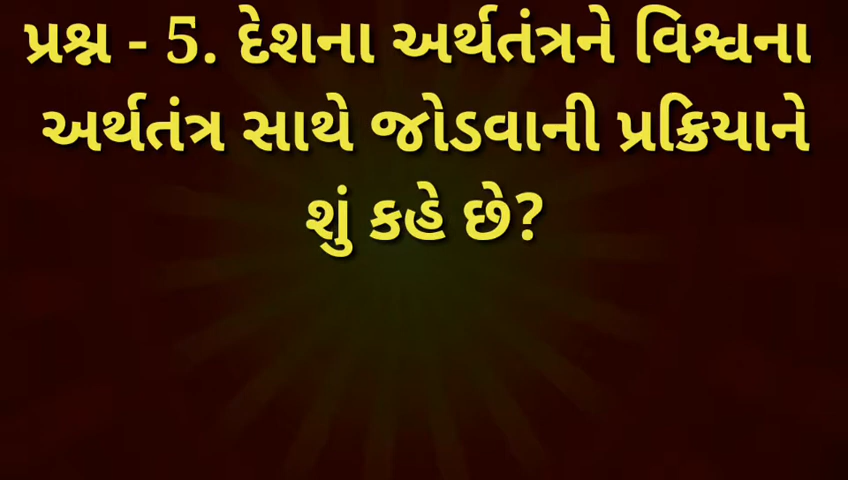 પ્રશ્ન - 5. દેશના અર્થતંત્રને વિશ્વના
અર્થતંત્ર સાથે જોડવાની પ્રક્રિયાને
શું કહે છે?